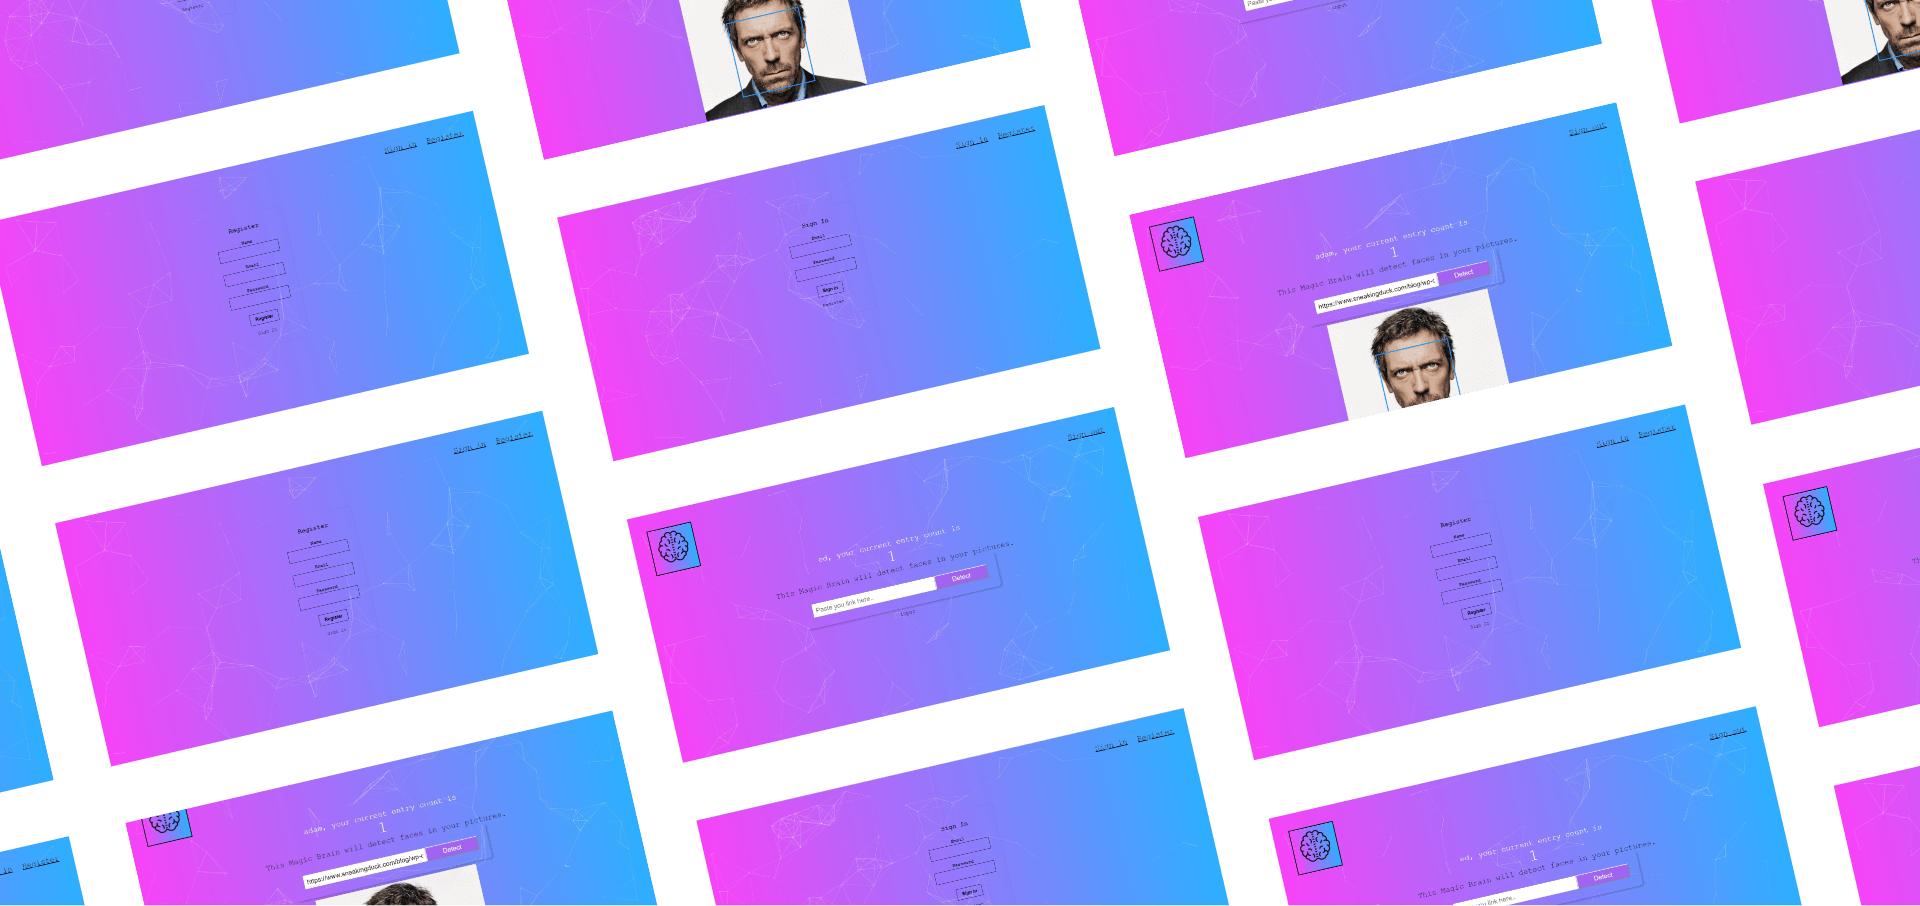 Register
Paste yo
Input
Sign in Register
Register
Name
Email
Password
Register
Sign in
Sign in Register
Sign In
Email
Password
Sign in
Register
Sign out
adam, your current entry count is
1
This Magic Brain will detect faces in your pictures.
https://www.sneakingduck.com/blog/wp-c
Detect
Sign in Register
Register
Name
Email
Password
Register
Sign in
Sign out
ed, your current entry count is
1
This Magic Brain will detect faces in your pictures.
Paste you link here..
Detect
Input
Sign in Register
Register
Name
Email
Password
Register
Sign in
Th
in Register
adam, your current entry count is
1
This Magic Brain will detect faces in your pictures.
https://www.sneakingduck.com/blog/wp-c
Detect
Sign in Register
Sign In
Email
Password
Sign in
Sign out
ed, your current entry count is
1
This Magic Brain will detect faces in your pictures.
you link here..
Detect